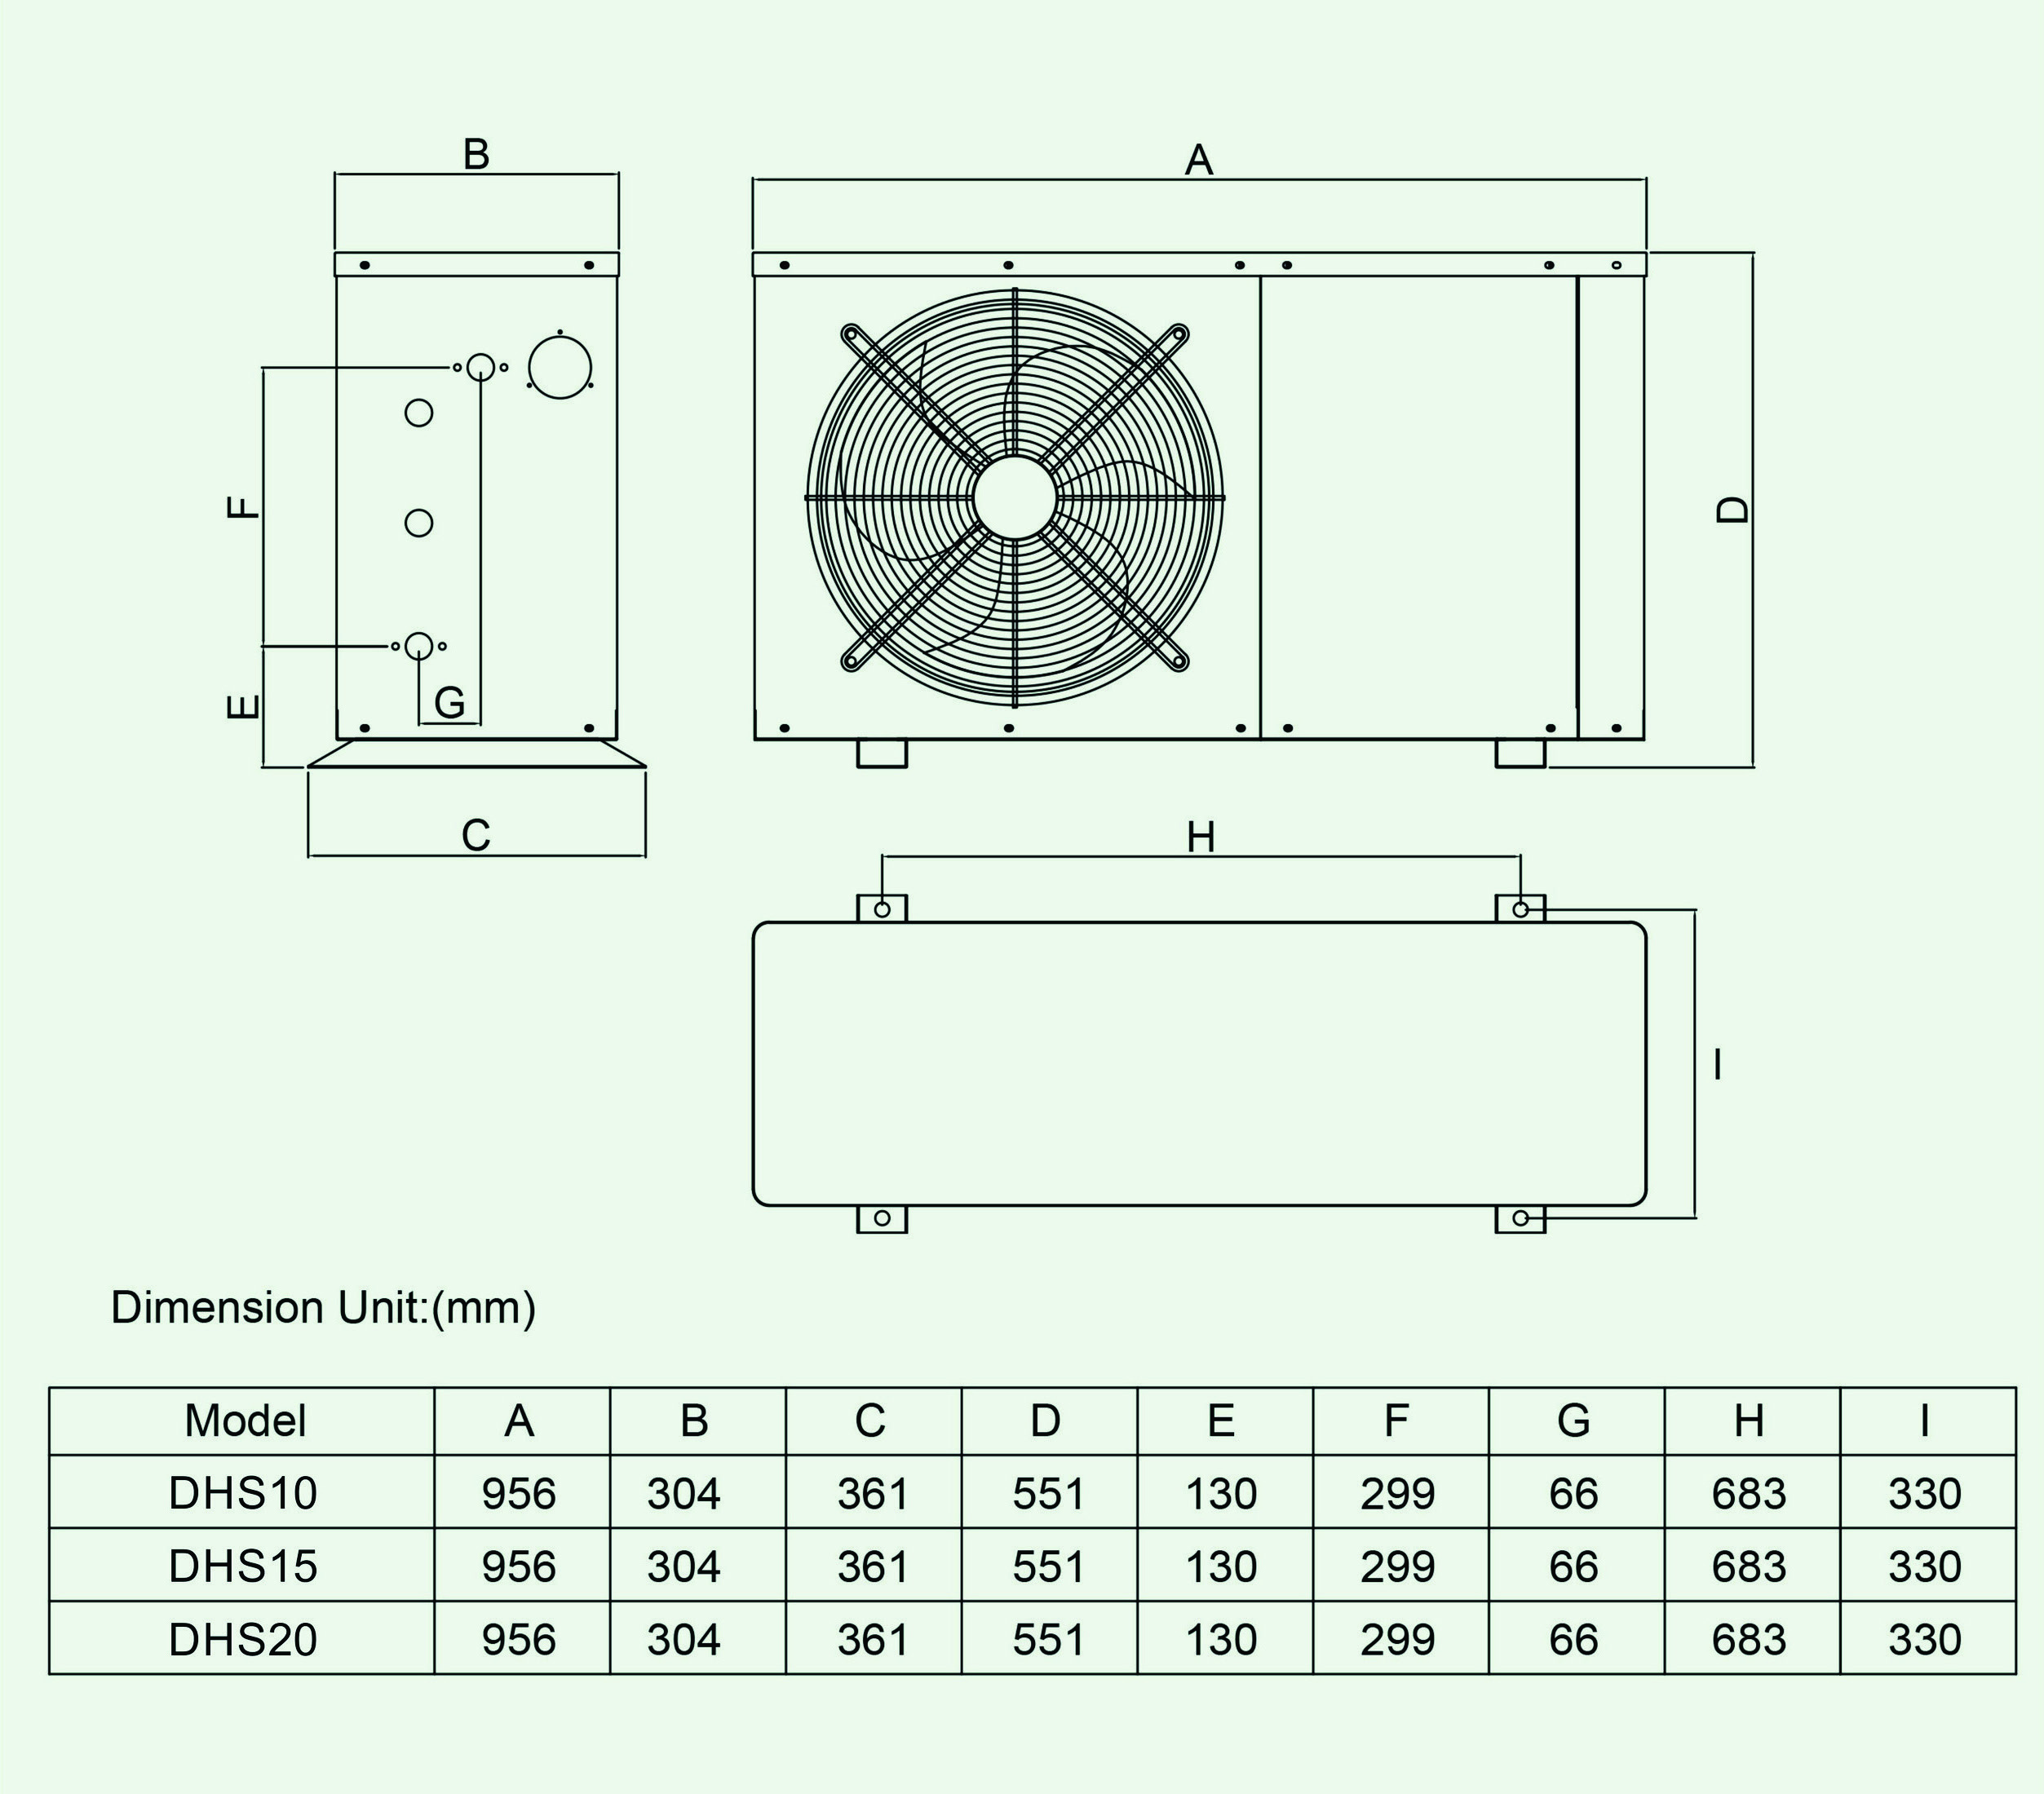 B
A
F
D
G
E
C
H
I
Dimension Unit:(mm)
Model A B C D E F G H I
DHS10 956 304 361 551 130 299 66 683 330
DHS15 956 304 361 551 130 299 66 683 330
DHS20 956 304 361 551 130 299 66 683 330